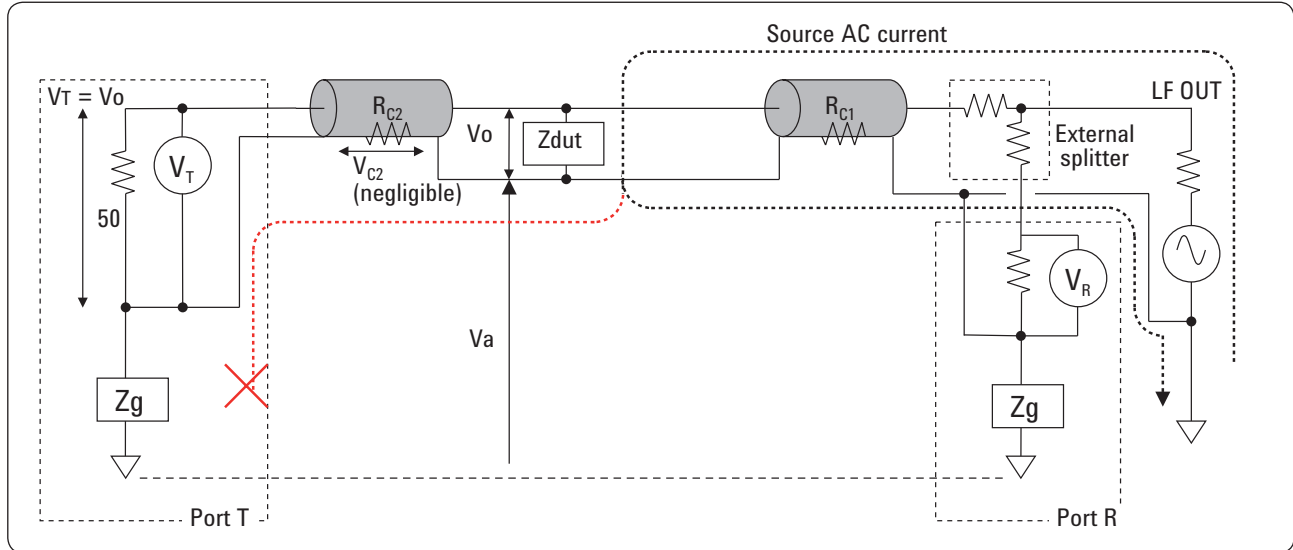 Source AC current
VT = Vo
RC2
RC1
LF OUT
Vo
Zdut
External
splitter
VT
VC2
(negligible)
50
VR
Va
Zg
Zg
Port T
Port R